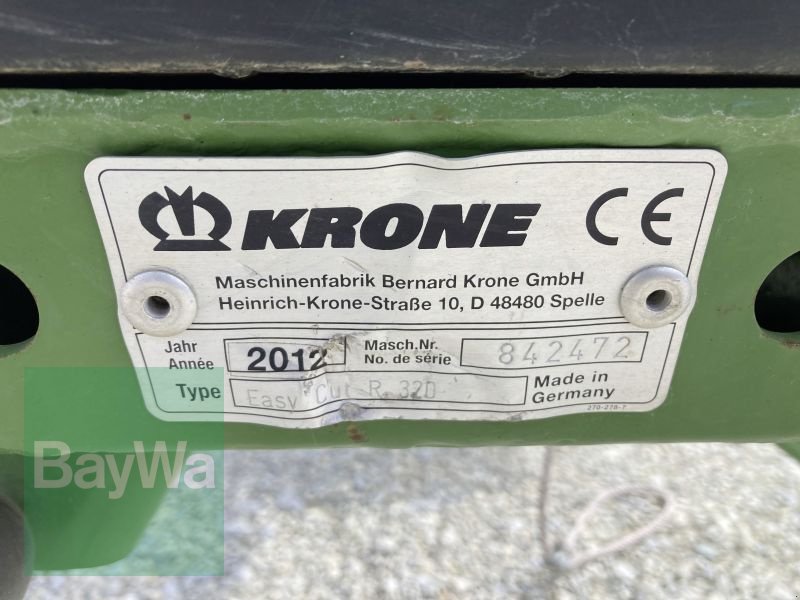 KRONE CE
Maschinenfabrik Bernard Krone GmbH
Heinrich-Krone-Straße 10, D 48480 Spelle
Jahr
Année
2012
Masch.Nr.
No. de série
842472
Type
Easy Cut R 320
Made in
Germany
270-278-7
BayWa